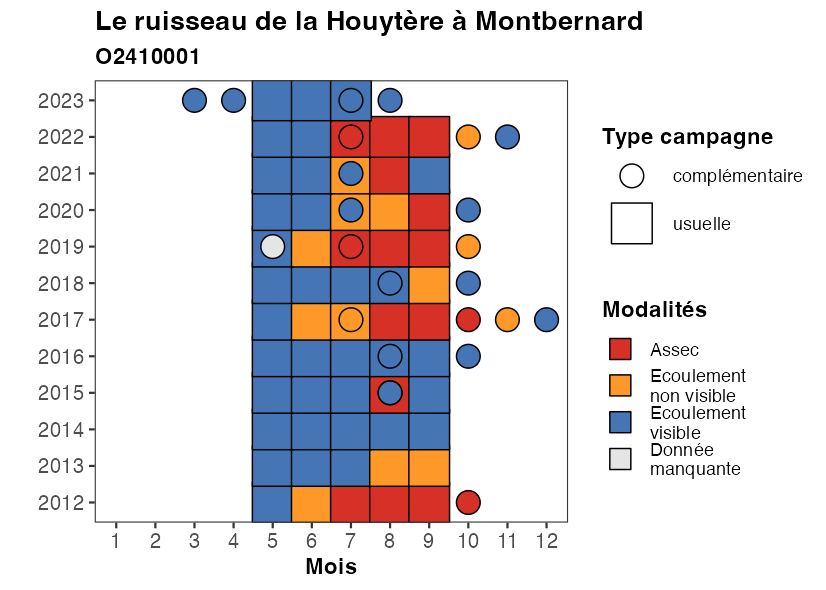 Le ruisseau de la Houytère à Montbernard
O2410001
2023
2022
2021
2020
2019
2018
2017
2016
2015
2014
2013
2012
1 2 3 4 5 6 7 8 9 10 11 12
Mois
Type campagne
complémentaire
usuelle
Modalités
Assec
Ecoulement
non visible
Ecoulement
visible
Donnée
manquante